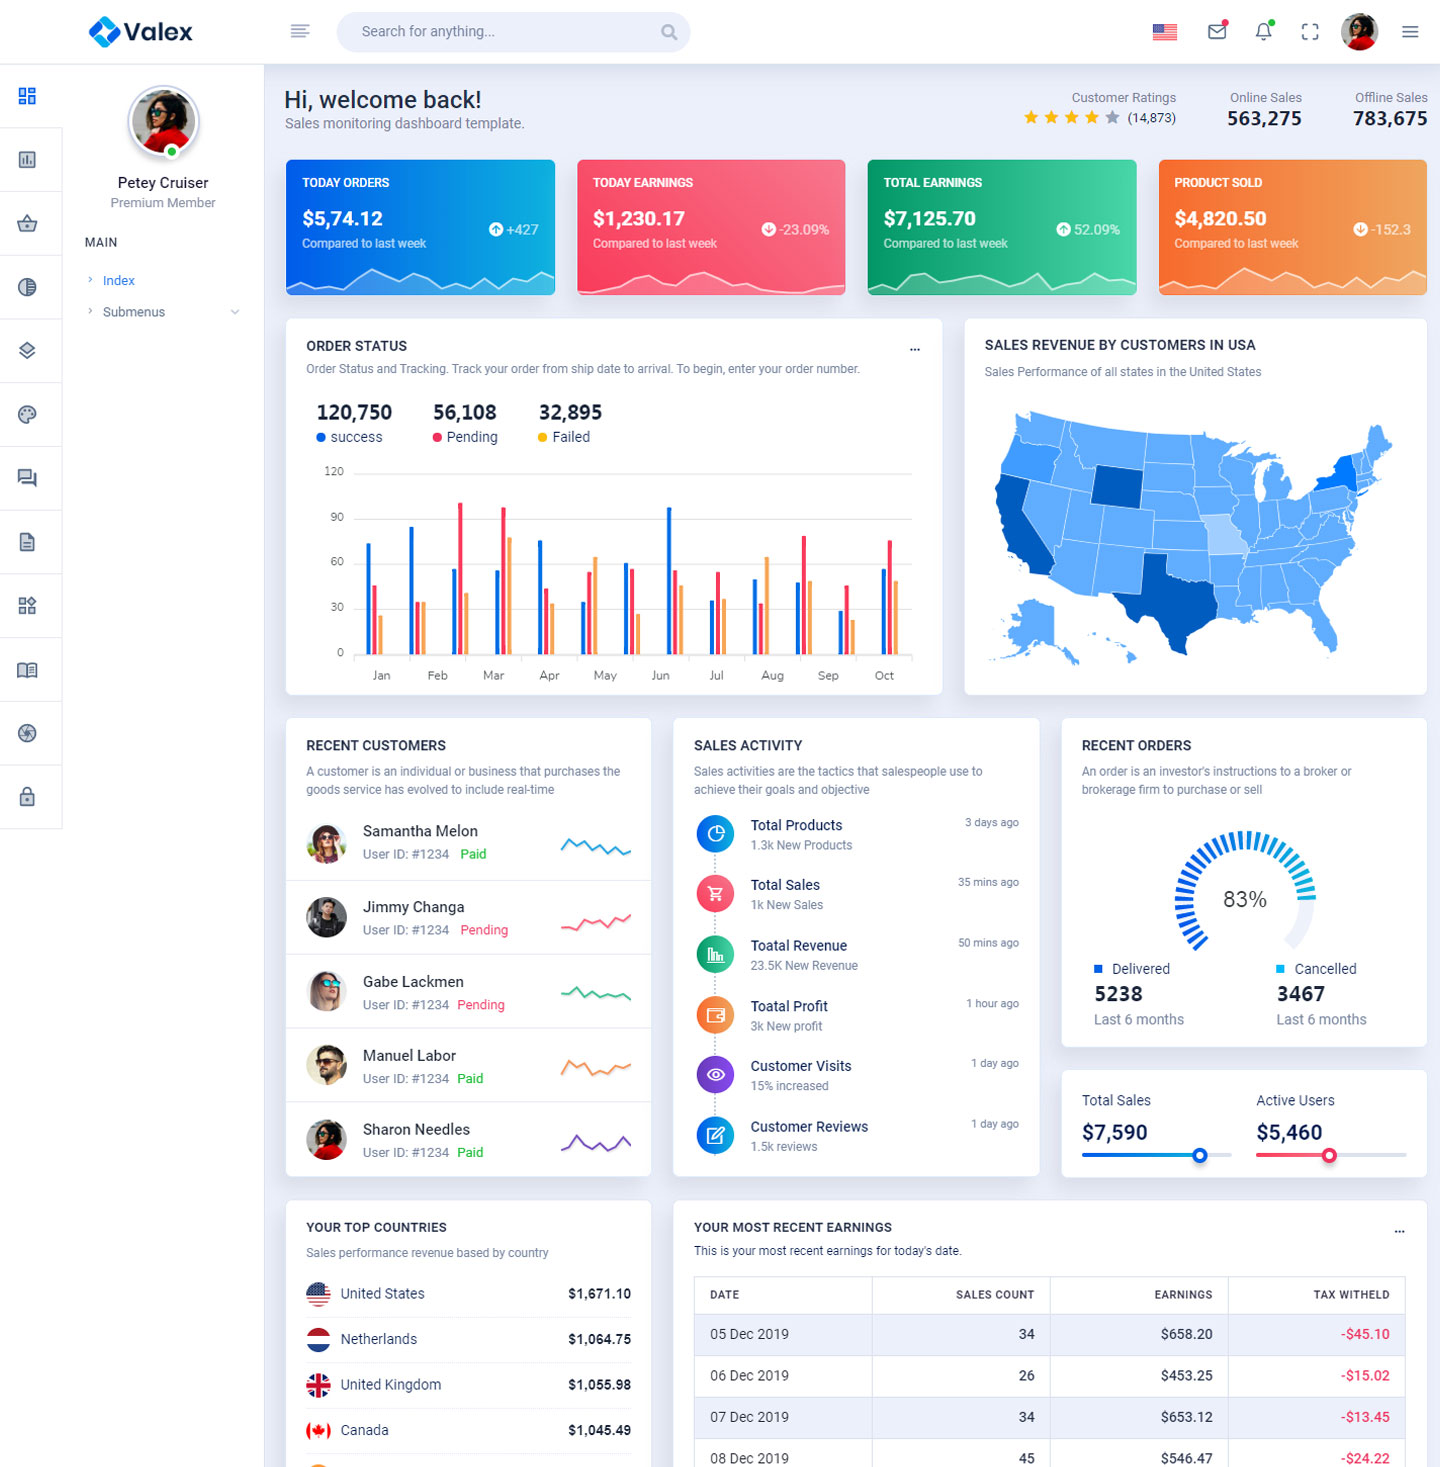 Valex
Search for anything...
Petey Cruiser
Premium Member
MAIN
Index
Submenus
Hi, welcome back!
Sales monitoring dashboard template.
Customer Ratings
(14,873)
Online Sales
563,275
Offline Sales
783,675
TODAY ORDERS
$5,74.12
Compared to last week
+427
TODAY EARNINGS
$1,230.17
Compared to last week
-23.09%
TOTAL EARNINGS
$7,125.70
Compared to last week
52.09%
PRODUCT SOLD
$4,820.50
Compared to last week
-152.3
ORDER STATUS
...
Order Status and Tracking. Track your order from ship date to arrival. To begin, enter your order number.
120,750
success
56,108
Pending
32,895
Failed
120
90
60
30
0
Jan Feb Mar Apr May Jun Jul Aug Sep Oct
SALES REVENUE BY CUSTOMERS IN USA
Sales Performance of all states in the United States
RECENT CUSTOMERS
A customer is an individual or business that purchases the
goods service has evolved to include real-time
Samantha Melon
User ID: #1234 Paid
Jimmy Changa
User ID: #1234 Pending
Gabe Lackmen
User ID: #1234 Pending
Manuel Labor
User ID: #1234 Paid
Sharon Needles
User ID: #1234 Paid
SALES ACTIVITY
Sales activities are the tactics that salespeople use to
achieve their goals and objective
Total Products 3 days ago
1.3k New Products
Total Sales 35 mins ago
1k New Sales
Toatal Revenue 50 mins ago
23.5K New Revenue
Toatal Profit 1 hour ago
3k New profit
Customer Visits 1 day ago
15% increased
Customer Reviews 1 day ago
1.5k reviews
RECENT ORDERS
An order is an investor's instructions to a broker or
brokerage firm to purchase or sell
83%
Delivered
5238
Last 6 months
Cancelled
3467
Last 6 months
Total Sales
$7,590
Active Users
$5,460
YOUR TOP COUNTRIES
Sales performance revenue based by country
United States $1,671.10
Netherlands $1,064.75
United Kingdom $1,055.98
Canada $1,045.49
YOUR MOST RECENT EARNINGS
...
This is your most recent earnings for today's date.
DATE SALES COUNT EARNINGS TAX WITHELD
05 Dec 2019 34 $658.20 -$45.10
06 Dec 2019 26 $453.25 -$15.02
07 Dec 2019 34 $653.12 -$13.45
08 Dec 2019 45 $546.47 -$24.22